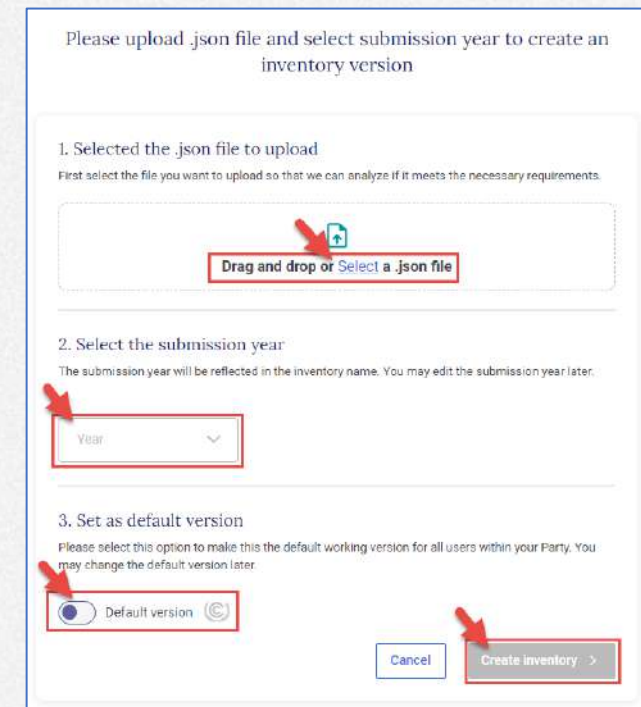 Please upload .json file and select submission year to create an
inventory version
1. Selected the .json file to upload
First select the file you want to upload so that we can analyze if it meets the necessary requirements.
Drag and drop or Select a .json file
2. Select the submission year
The submission year will be reflected in the inventory name. You may edit the submission year later.
Year
3. Set as default version
Please select this option to make this the default working version for all users within your Party. You
may change the default version later
Default version
Cancel
Create inventory >